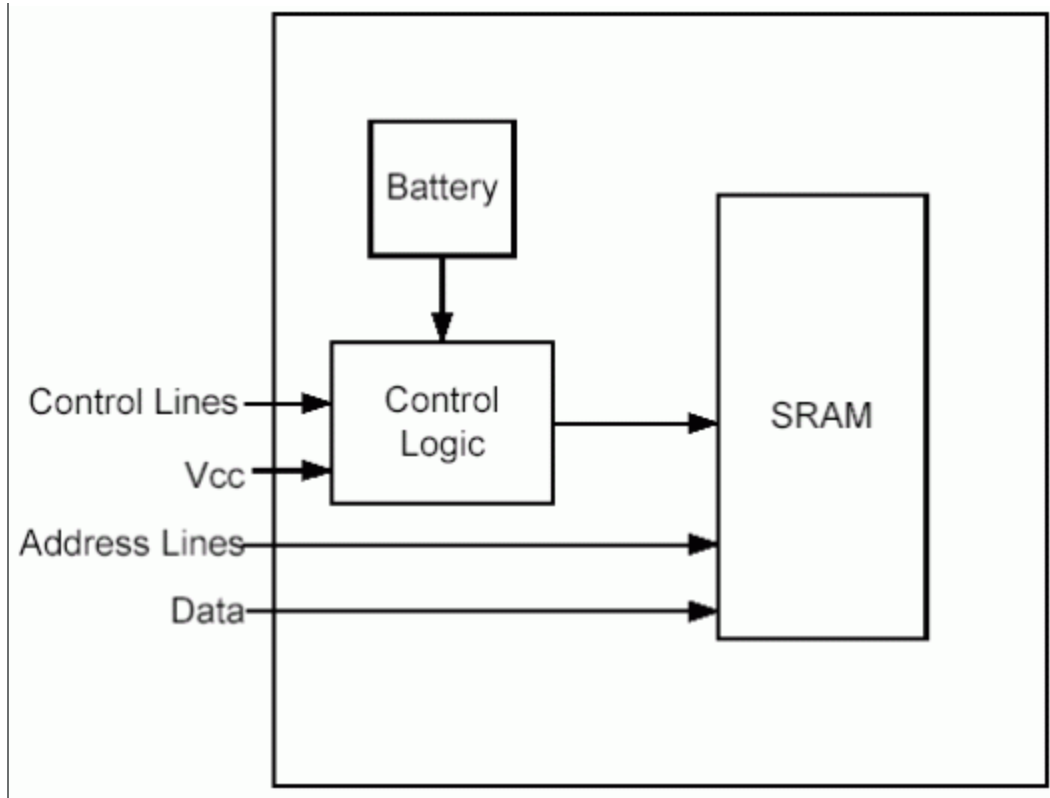 Battery
Control Lines
Control
Logic
SRAM
Vcc
Address Lines
Data